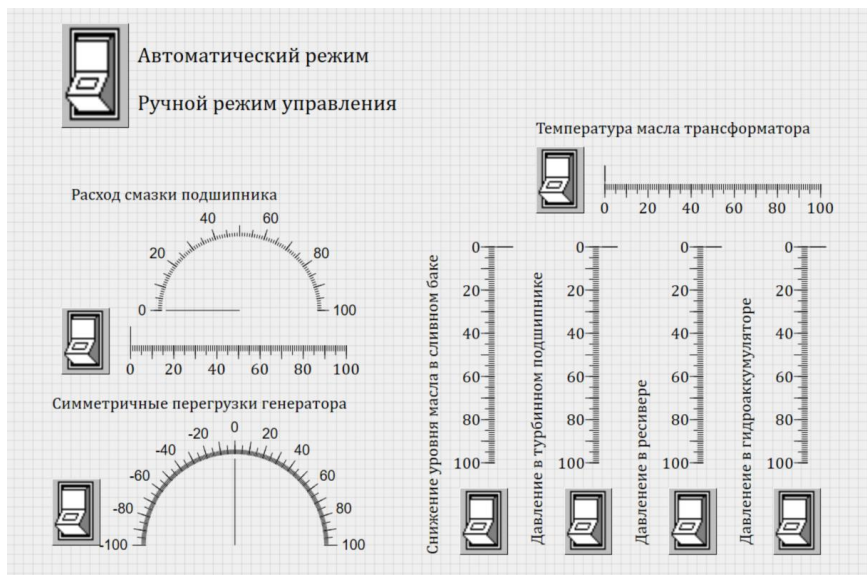 Автоматический режим
Ручной режим управления
Температура масла трансформатора
0 20 40 60 80 100
Расход смазки подшипника
0 20 40 60 80 100
0 20 40 60 80 100
Симметричные перегрузки генератора
-100 -80 -60 -40 -20 0 20 40 60 80 100
Снижение уровня масла в сливном баке
0
20
40
60
80
100
Давление в турбинном подшипнике
0
20
40
60
80
100
Давленеие в ресивере
0
20
40
60
80
100
Давленеие в гидроаккумуляторе
0
20
40
60
80
100